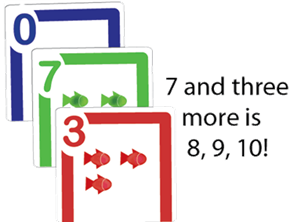 0
7
3
7 and three
more is
8, 9, 10!